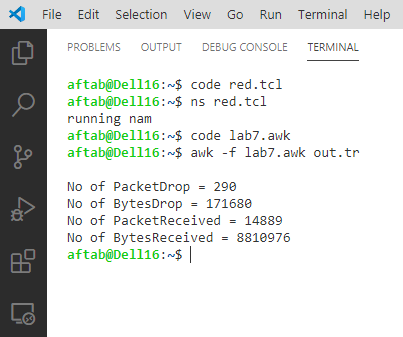 File Edit Selection View Go Run Terminal Help
PROBLEMS OUTPUT DEBUG CONSOLE TERMINAL
aftab@Dell16:~$ code red.tcl
aftab@Dell16:~$ ns red.tcl
running nam
aftab@Dell16:~$ code lab7.awk
aftab@Dell16:~$ awk -f lab7.awk out.tr
No of PacketDrop = 290
No of BytesDrop = 171680
No of PacketReceived = 14889
No of BytesReceived = 8810976
aftab@Dell16:~$